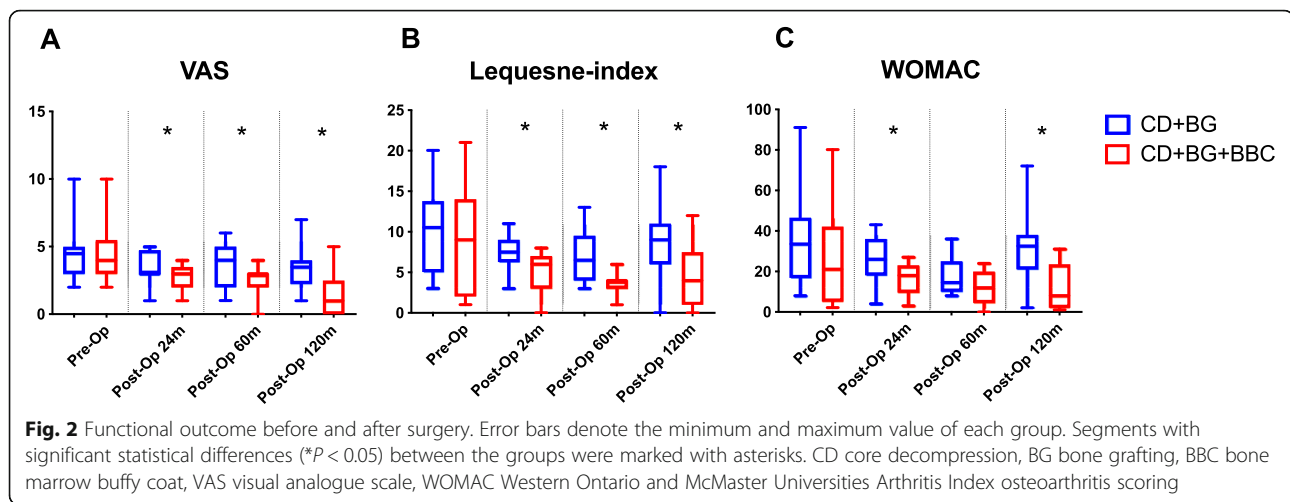 A
VAS
15
10
5
0
*
*
*
Pre-Op
Post-Op 24m
Post-Op 60m
Post-Op 120m
B
Lequesne-index
25
20
15
10
5
0
*
*
*
Pre-Op
Post-Op 24m
Post-Op 60m
Post-Op 120m
C
WOMAC
100
80
60
40
20
0
*
*
Pre-Op
Post-Op 24m
Post-Op 60m
Post-Op 120m
CD+BG
CD+BG+BBC
Fig. 2 Functional outcome before and after surgery. Error bars denote the minimum and maximum value of each group. Segments with
significant statistical differences (*P < 0.05) between the groups were marked with asterisks. CD core decompression, BG bone grafting, BBC bone
marrow buffy coat, VAS visual analogue scale, WOMAC Western Ontario and McMaster Universities Arthritis Index osteoarthritis scoring